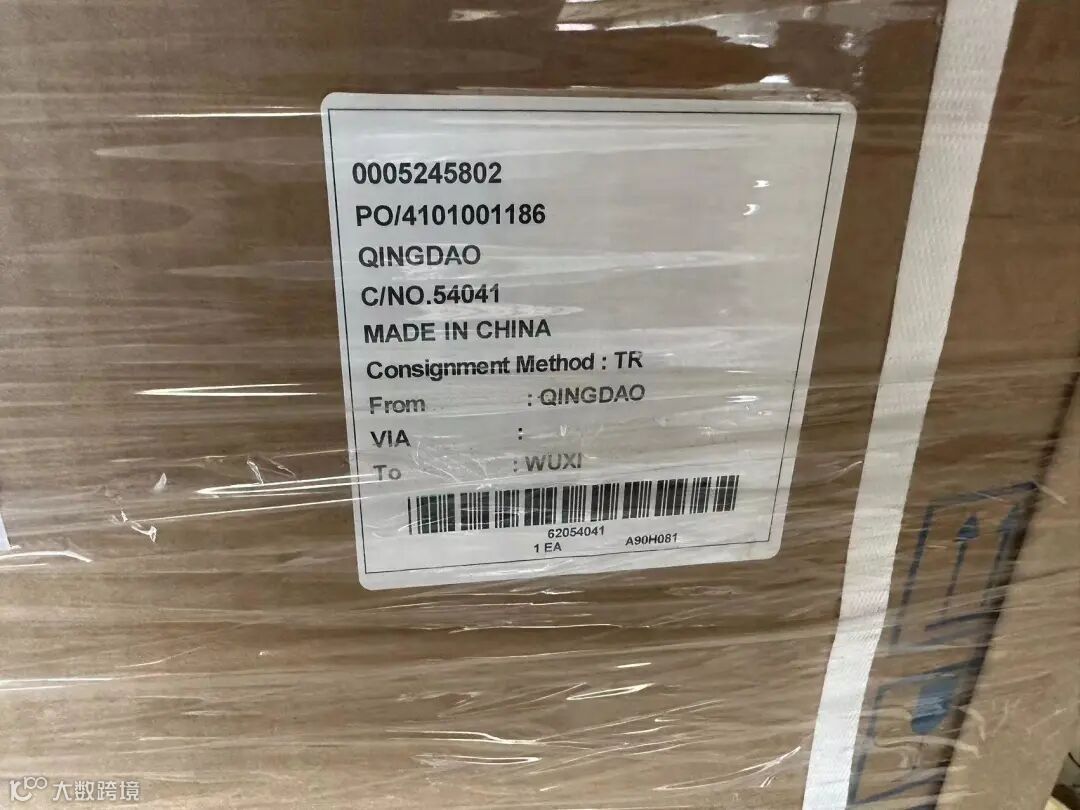 0005245802
PO/4101001186
QINGDAO
C/NO.54041
MADE IN CHINA
Consignment Method : TR
From : QINGDAO
VIA :
To : WUXI
62054041
1 EA A90H081
大数跨境